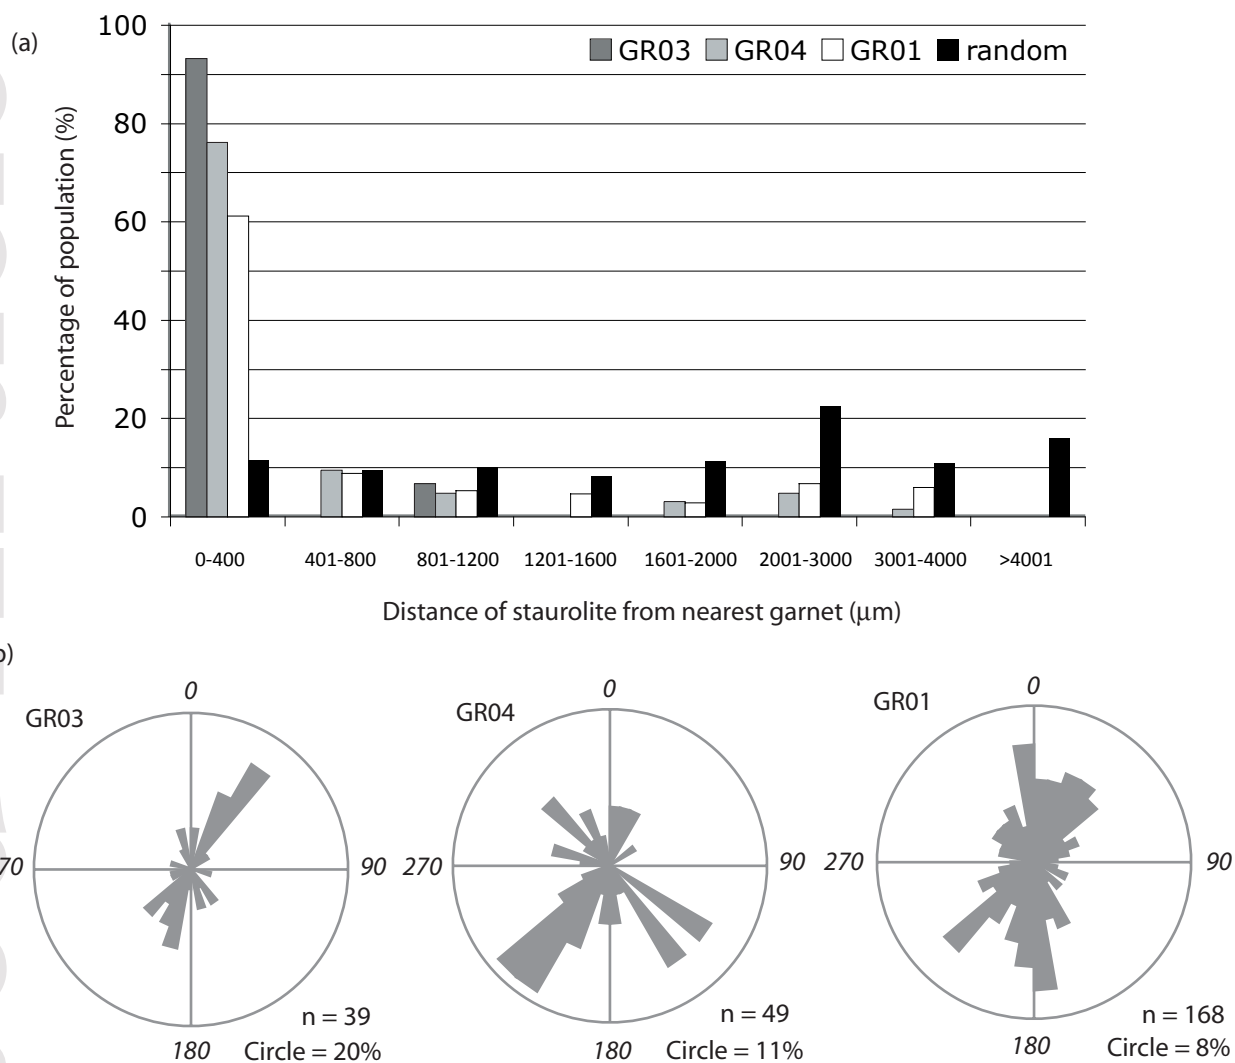 (a)
100
80
60
40
20
0
Percentage of population (%)
GR03 GR04 GR01 random
0-400 401-800 801-1200 1201-1600 1601-2000 2001-3000 3001-4000 >4001
Distance of staurolite from nearest garnet (µm)
GR03
0
90
180
n = 39
Circle = 20%
GR04
0
270
90
180
n = 49
Circle = 11%
GR01
0
270
90
180
n = 168
Circle = 8%